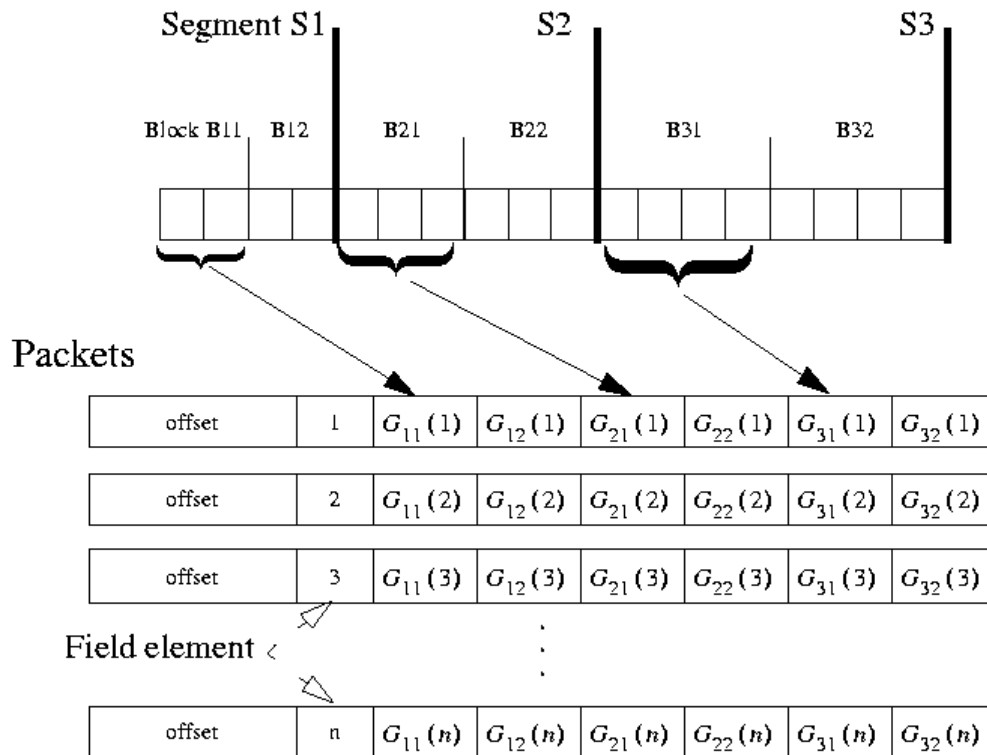 Segment S1 S2 S3
Block B11 B12 B21 B22 B31 B32
Packets
offset 1 G11(1) G12(1) G21(1) G22(1) G31(1) G32(1)
offset 2 G11(2) G12(2) G21(2) G22(2) G31(2) G32(2)
offset 3 G11(3) G12(3) G21(3) G22(3) G31(3) G32(3)
Field element
offset n G11(n) G12(n) G21(n) G22(n) G31(n) G32(n)